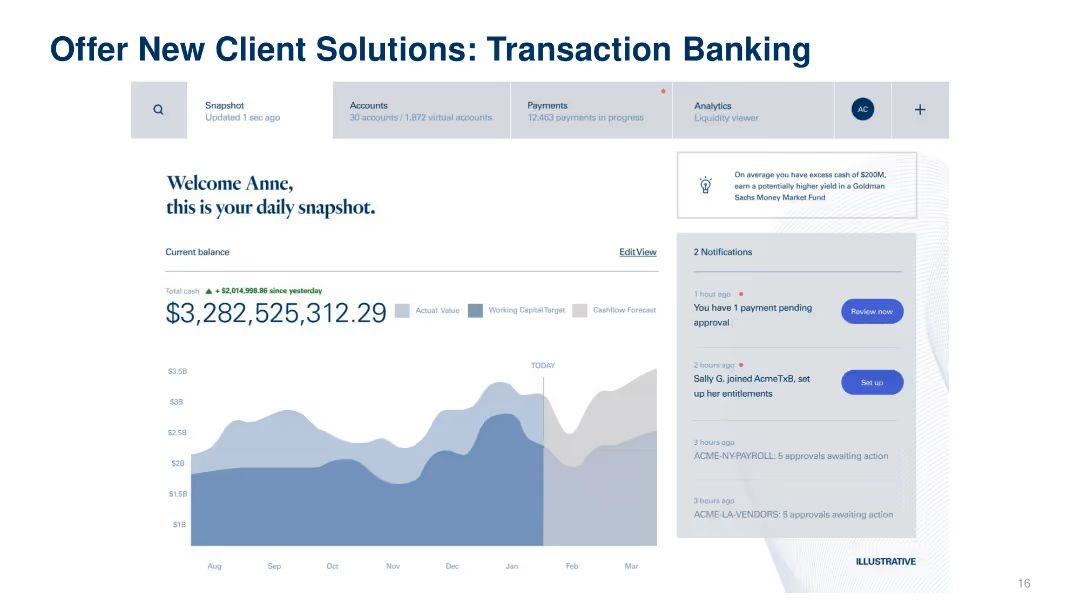 Offer New Client Solutions: Transaction Banking
Snapshot
Updated 1 sec ago
Accounts
30 accounts / 1,872 virtual accounts
Payments
12,463 payments in progress
Analytics
Liquidity viewer
AC
+
Welcome Anne,
this is your daily snapshot.
On average you have excess cash of $200M,
earn a potentially higher yield in a Goldman
Sachs Money Market Fund
Current balance
Edit View
Total cash ▲ + $2,014,998.86 since yesterday
$3,282,525,312.29
Actual Value
Working Capital Target
Cashflow Forecast
TODAY
$3.5B
$3B
$2.5B
$2B
$1.5B
$1B
Aug
Sep
Oct
Nov
Dec
Jan
Feb
Mar
2 Notifications
1 hour ago
You have 1 payment pending
approval
Review now
2 hours ago
Sally G. joined AcmeTxB, set
up her entitlements
Set up
2 hours ago
ACME-NY-PAYROLL: 5 approvals awaiting action
3 hours ago
ACME-LA-VENDORS: 5 approvals awaiting action
ILLUSTRATIVE
16